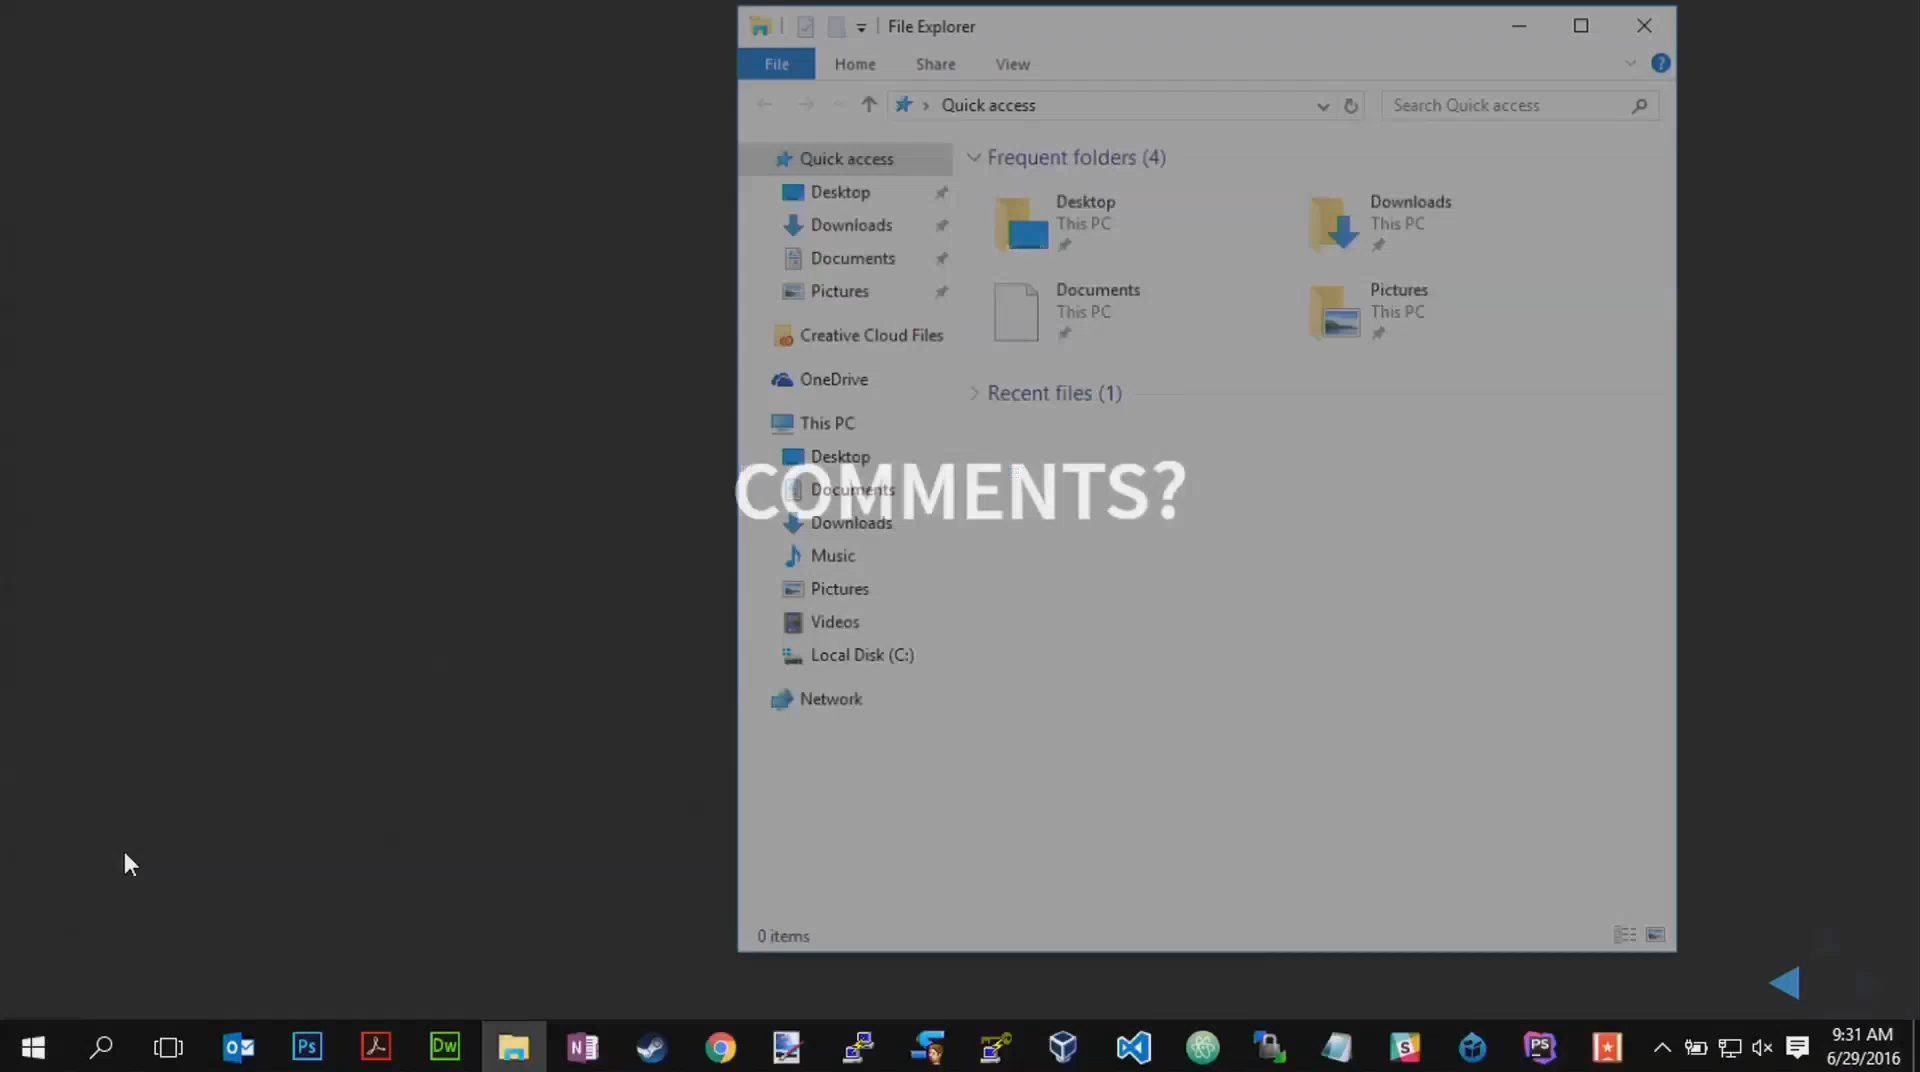 File Explorer
File Home Share View
Quick access
Search Quick access
Quick access
Desktop
Downloads
Documents
Pictures
Creative Cloud Files
OneDrive
This PC
Desktop
Documents
Downloads
Music
Pictures
Videos
Local Disk (C:)
Network
Frequent folders (4)
Desktop
This PC
Downloads
This PC
Documents
This PC
Pictures
This PC
Recent files (1)
COMMENTS?
0 items
Ps
Dw
9:31 AM
6/29/2016